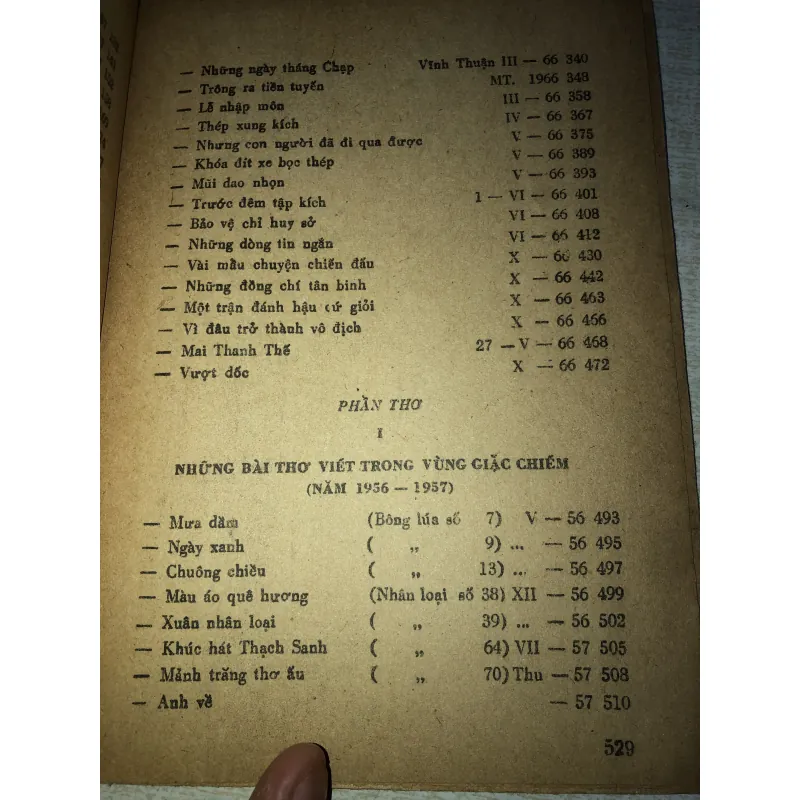 — Những ngày tháng Chạp Vĩnh Thuận III — 66 340
— Trông ra tiền tuyến MT. 1966 348
— Lễ nhập môn III — 66 358
— Thép xung kích IV — 66 367
— Nhưng con người đã đi qua được V — 66 375
— Khóa đít xe bọc thép V — 66 389
— Mũi dao nhọn V — 66 393
— Trước đêm tập kích 1 — VI — 66 401
— Bảo vệ chỉ huy sở VI — 66 408
— Những dòng tin ngắn VI — 66 412
— Vài mẩu chuyện chiến đấu X — 66 430
— Những đồng chí tân binh X — 66 442
— Một trận đánh hậu cứ giỏi X — 66 463
— Vì đâu trở thành vô địch X — 66 466
— Mai Thanh Thế 27 — V — 66 468
— Vượt dốc X — 66 472
PHẦN THƠ
I
NHỮNG BÀI THƠ VIẾT TRONG VÙNG GIẶC CHIẾM
(NĂM 1956 — 1957)
— Mưa dầm (Bông lúa số 7) V — 56 493
— Ngày xanh ( „ 9) ... — 56 495
— Chuông chiều ( „ 13) ... — 56 497
— Màu áo quê hương (Nhân loại số 38) XII — 56 499
— Xuân nhân loại ( „ 39) ... — 56 502
— Khúc hát Thạch Sanh ( „ 64) VII — 57 505
— Mảnh trăng thơ ấu ( „ 70) Thu — 57 508
— Anh về — 57 510
529